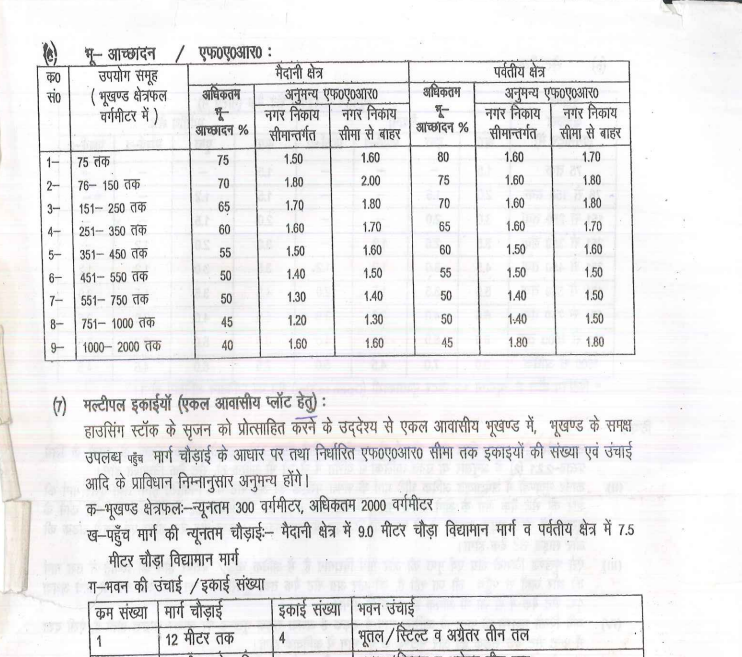 भू– आच्छादन / एफ0ए0आर0 :
क0 सं0 उपयोग समूह ( भूखण्ड क्षेत्रफल वर्गमीटर में ) मैदानी क्षेत्र पर्वतीय क्षेत्र
अधिकतम भू– आच्छादन % अनुमन्य एफ0ए0आर0 अधिकतम भू– आच्छादन % अनुमन्य एफ0ए0आर0
नगर निकाय सीमान्तर्गत नगर निकाय सीमा से बाहर नगर निकाय सीमान्तर्गत नगर निकाय सीमा से बाहर
1– 75 तक 75 1.50 1.60 80 1.60 1.70
2– 76– 150 तक 70 1.80 2.00 75 1.60 1.80
3– 151– 250 तक 65 1.70 1.80 70 1.60 1.80
4– 251– 350 तक 60 1.60 1.70 65 1.60 1.70
5– 351– 450 तक 55 1.50 1.60 60 1.50 1.60
6– 451– 550 तक 50 1.40 1.50 55 1.50 1.50
7– 551– 750 तक 50 1.30 1.40 50 1.40 1.50
8– 751– 1000 तक 45 1.20 1.30 50 1.40 1.50
9– 1000– 2000 तक 40 1.60 1.60 45 1.80 1.80
(7) मल्टीपल इकाईयाँ (एकल आवासीय प्लॉट हेतु) :
हाउसिंग स्टॉक के सृजन को प्रोत्साहित करने के उद्देश्य से एकल आवासीय भूखण्ड में, भूखण्ड के समक्ष
उपलब्ध पहुँच मार्ग चौड़ाई के आधार पर तथा निर्धारित एफ0ए0आर0 सीमा तक इकाइयों की संख्या एवं उंचाई
आदि के प्राविधान निम्नानुसार अनुमन्य होंगे।
क–भूखण्ड क्षेत्रफलः–न्यूनतम 300 वर्गमीटर, अधिकतम 2000 वर्गमीटर
ख–पहुँच मार्ग की न्यूनतम चौड़ाईः– मैदानी क्षेत्र में 9.0 मीटर चौड़ा विद्यामान मार्ग व पर्वतीय क्षेत्र में 7.5
मीटर चौड़ा विद्यामान मार्ग
ग–भवन की उंचाई /इकाई संख्या
कम संख्या मार्ग चौड़ाई इकाई संख्या भवन उंचाई
1 12 मीटर तक 4 भूतल/स्टिल्ट व अग्रेतर तीन तल